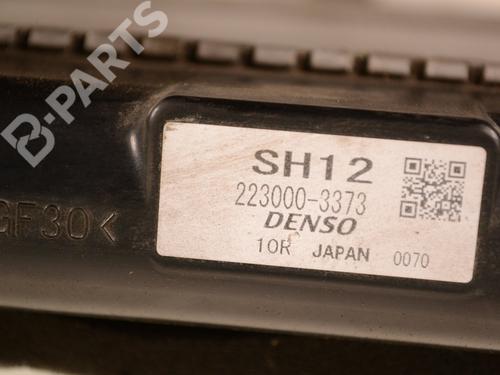 B-PARTS
SH12
223000-3373
DENSO
10R JAPAN 0070
GF30<